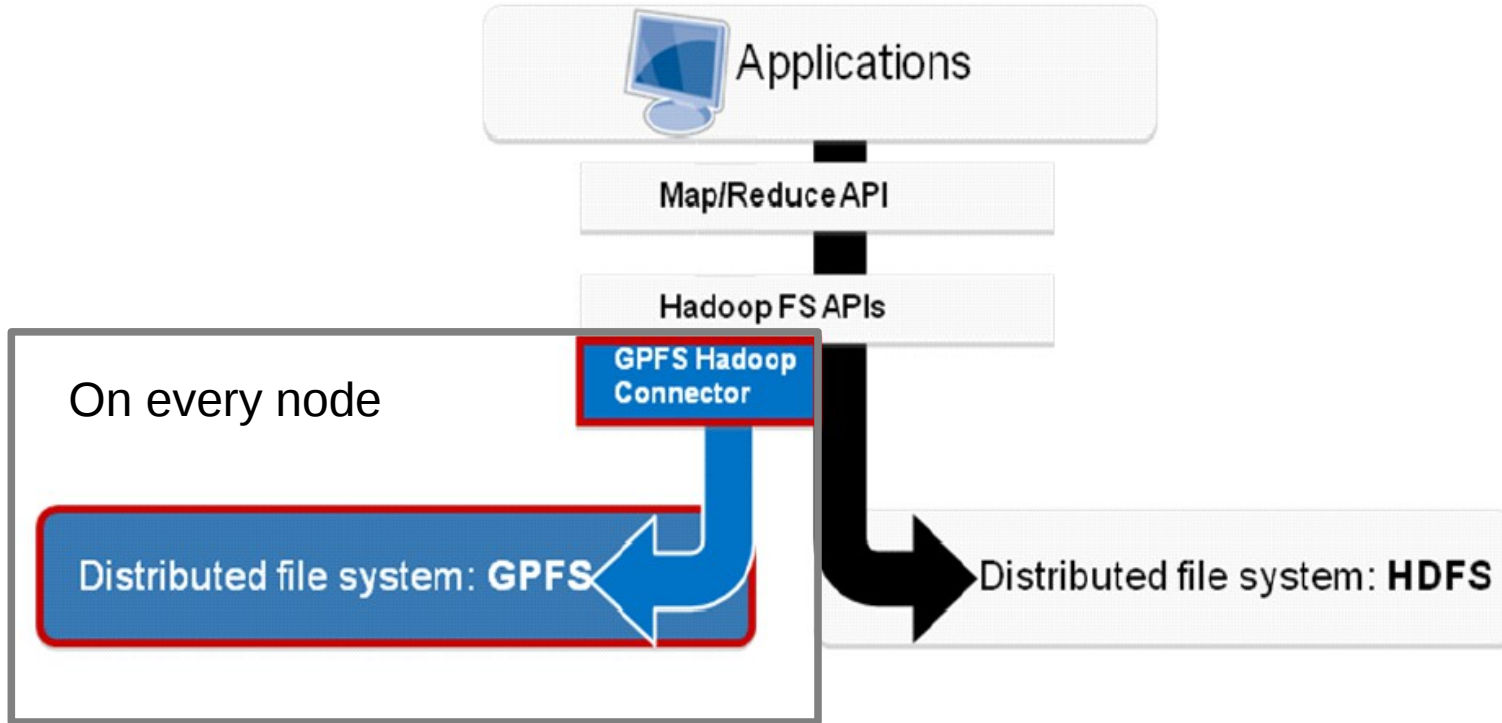 Applications
Map/Reduce API
Hadoop FS APIs
GPFS Hadoop
Connector
On every node
Distributed file system: GPFS
Distributed file system: HDFS